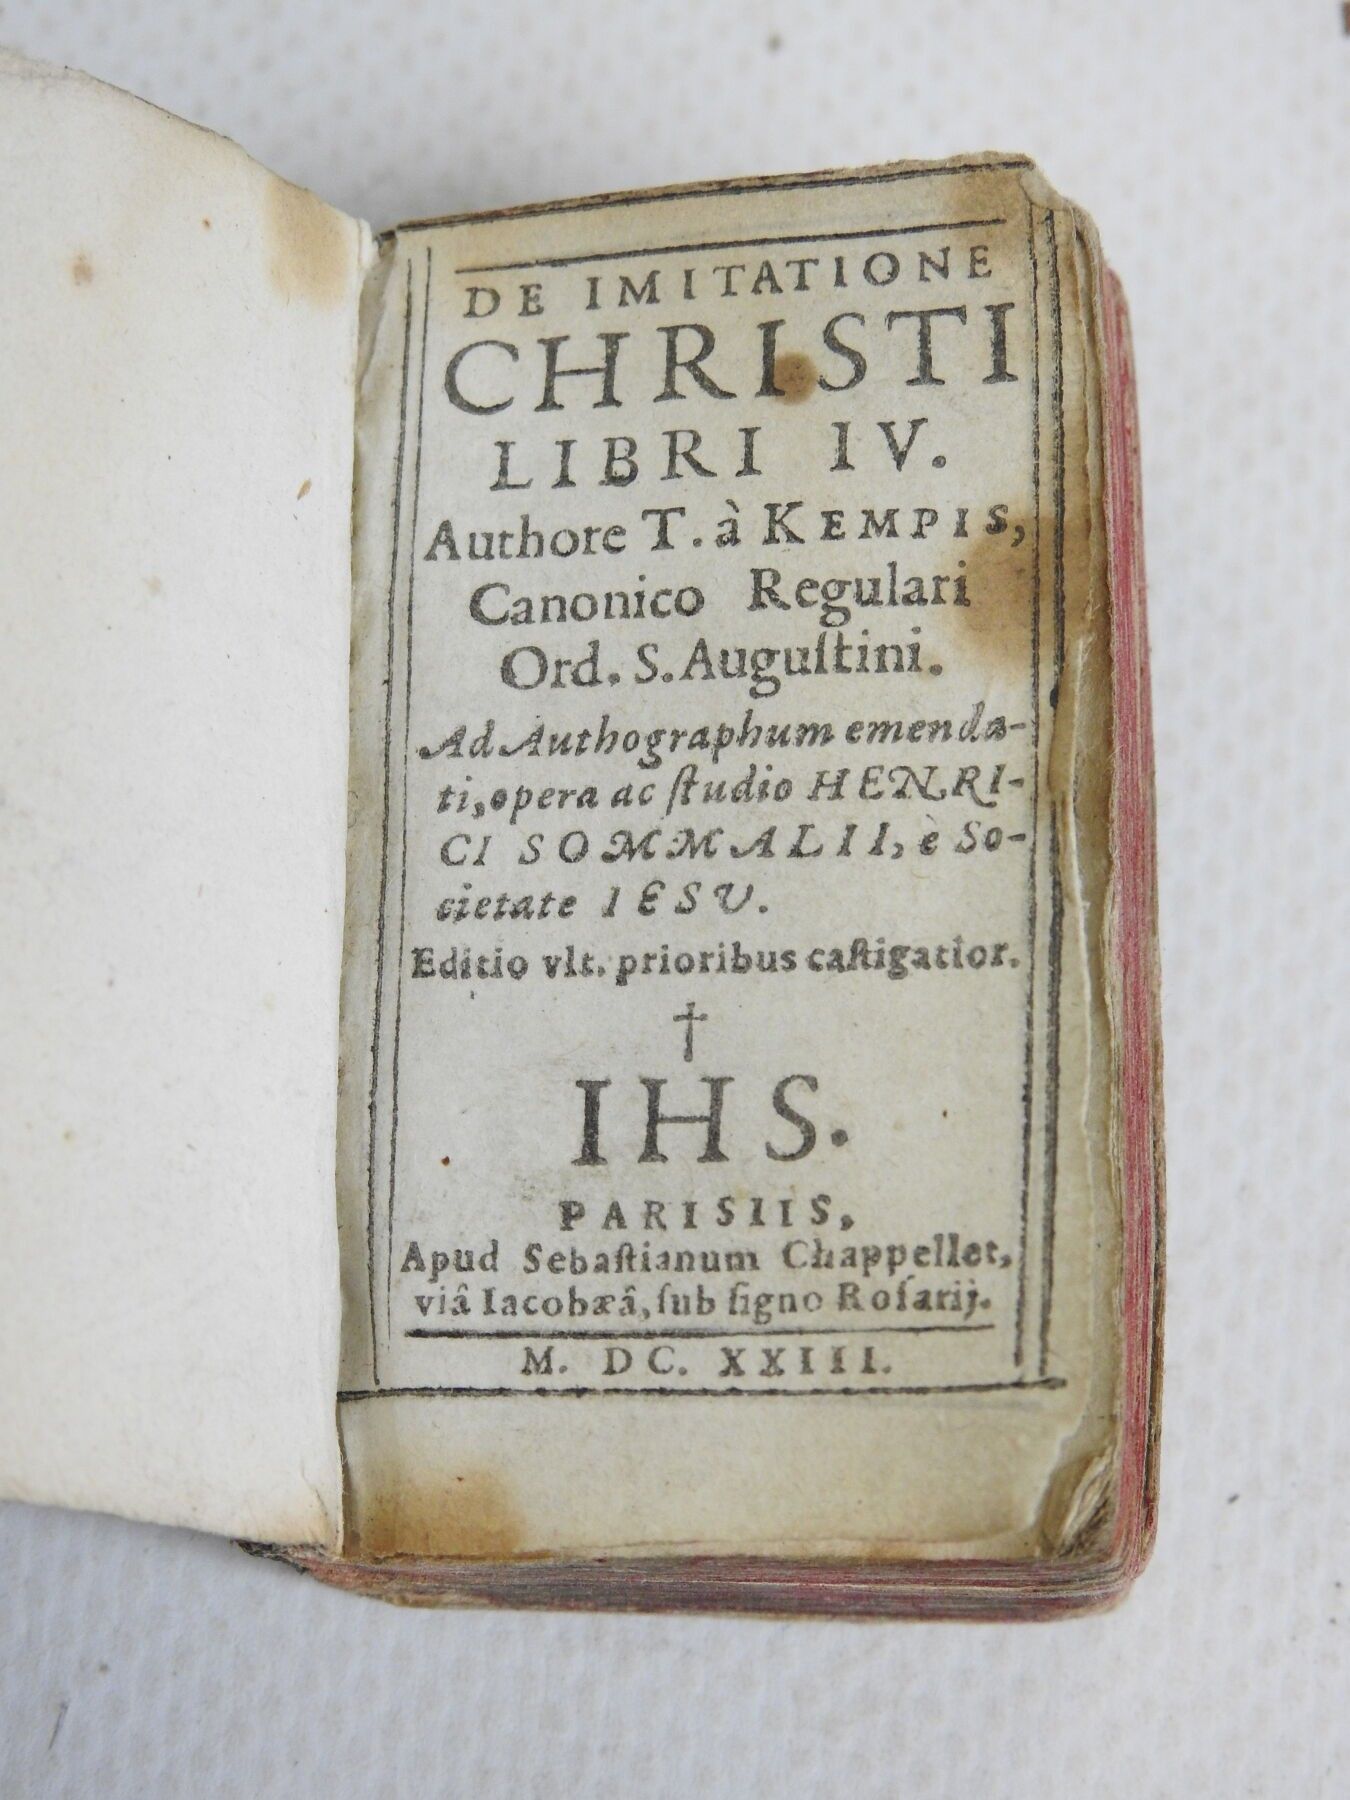 DE IMITATIONE
CHRISTI
LIBRI IV.
Authore T. à KEMPIS,
Canonico Regulari
Ord. S. Auguſtini.
Ad Authographum emenda-
ti, opera ac ſtudio HENRI-
CI SOMMALII, è So-
cietate IESV.
Editio vlt. prioribus caſtigatior.
†
IHS.
PARISIIS,
Apud Sebaſtianum Chappellet,
viâ Iacobæâ, ſub ſigno Roſarij.
M. DC. XXIII.